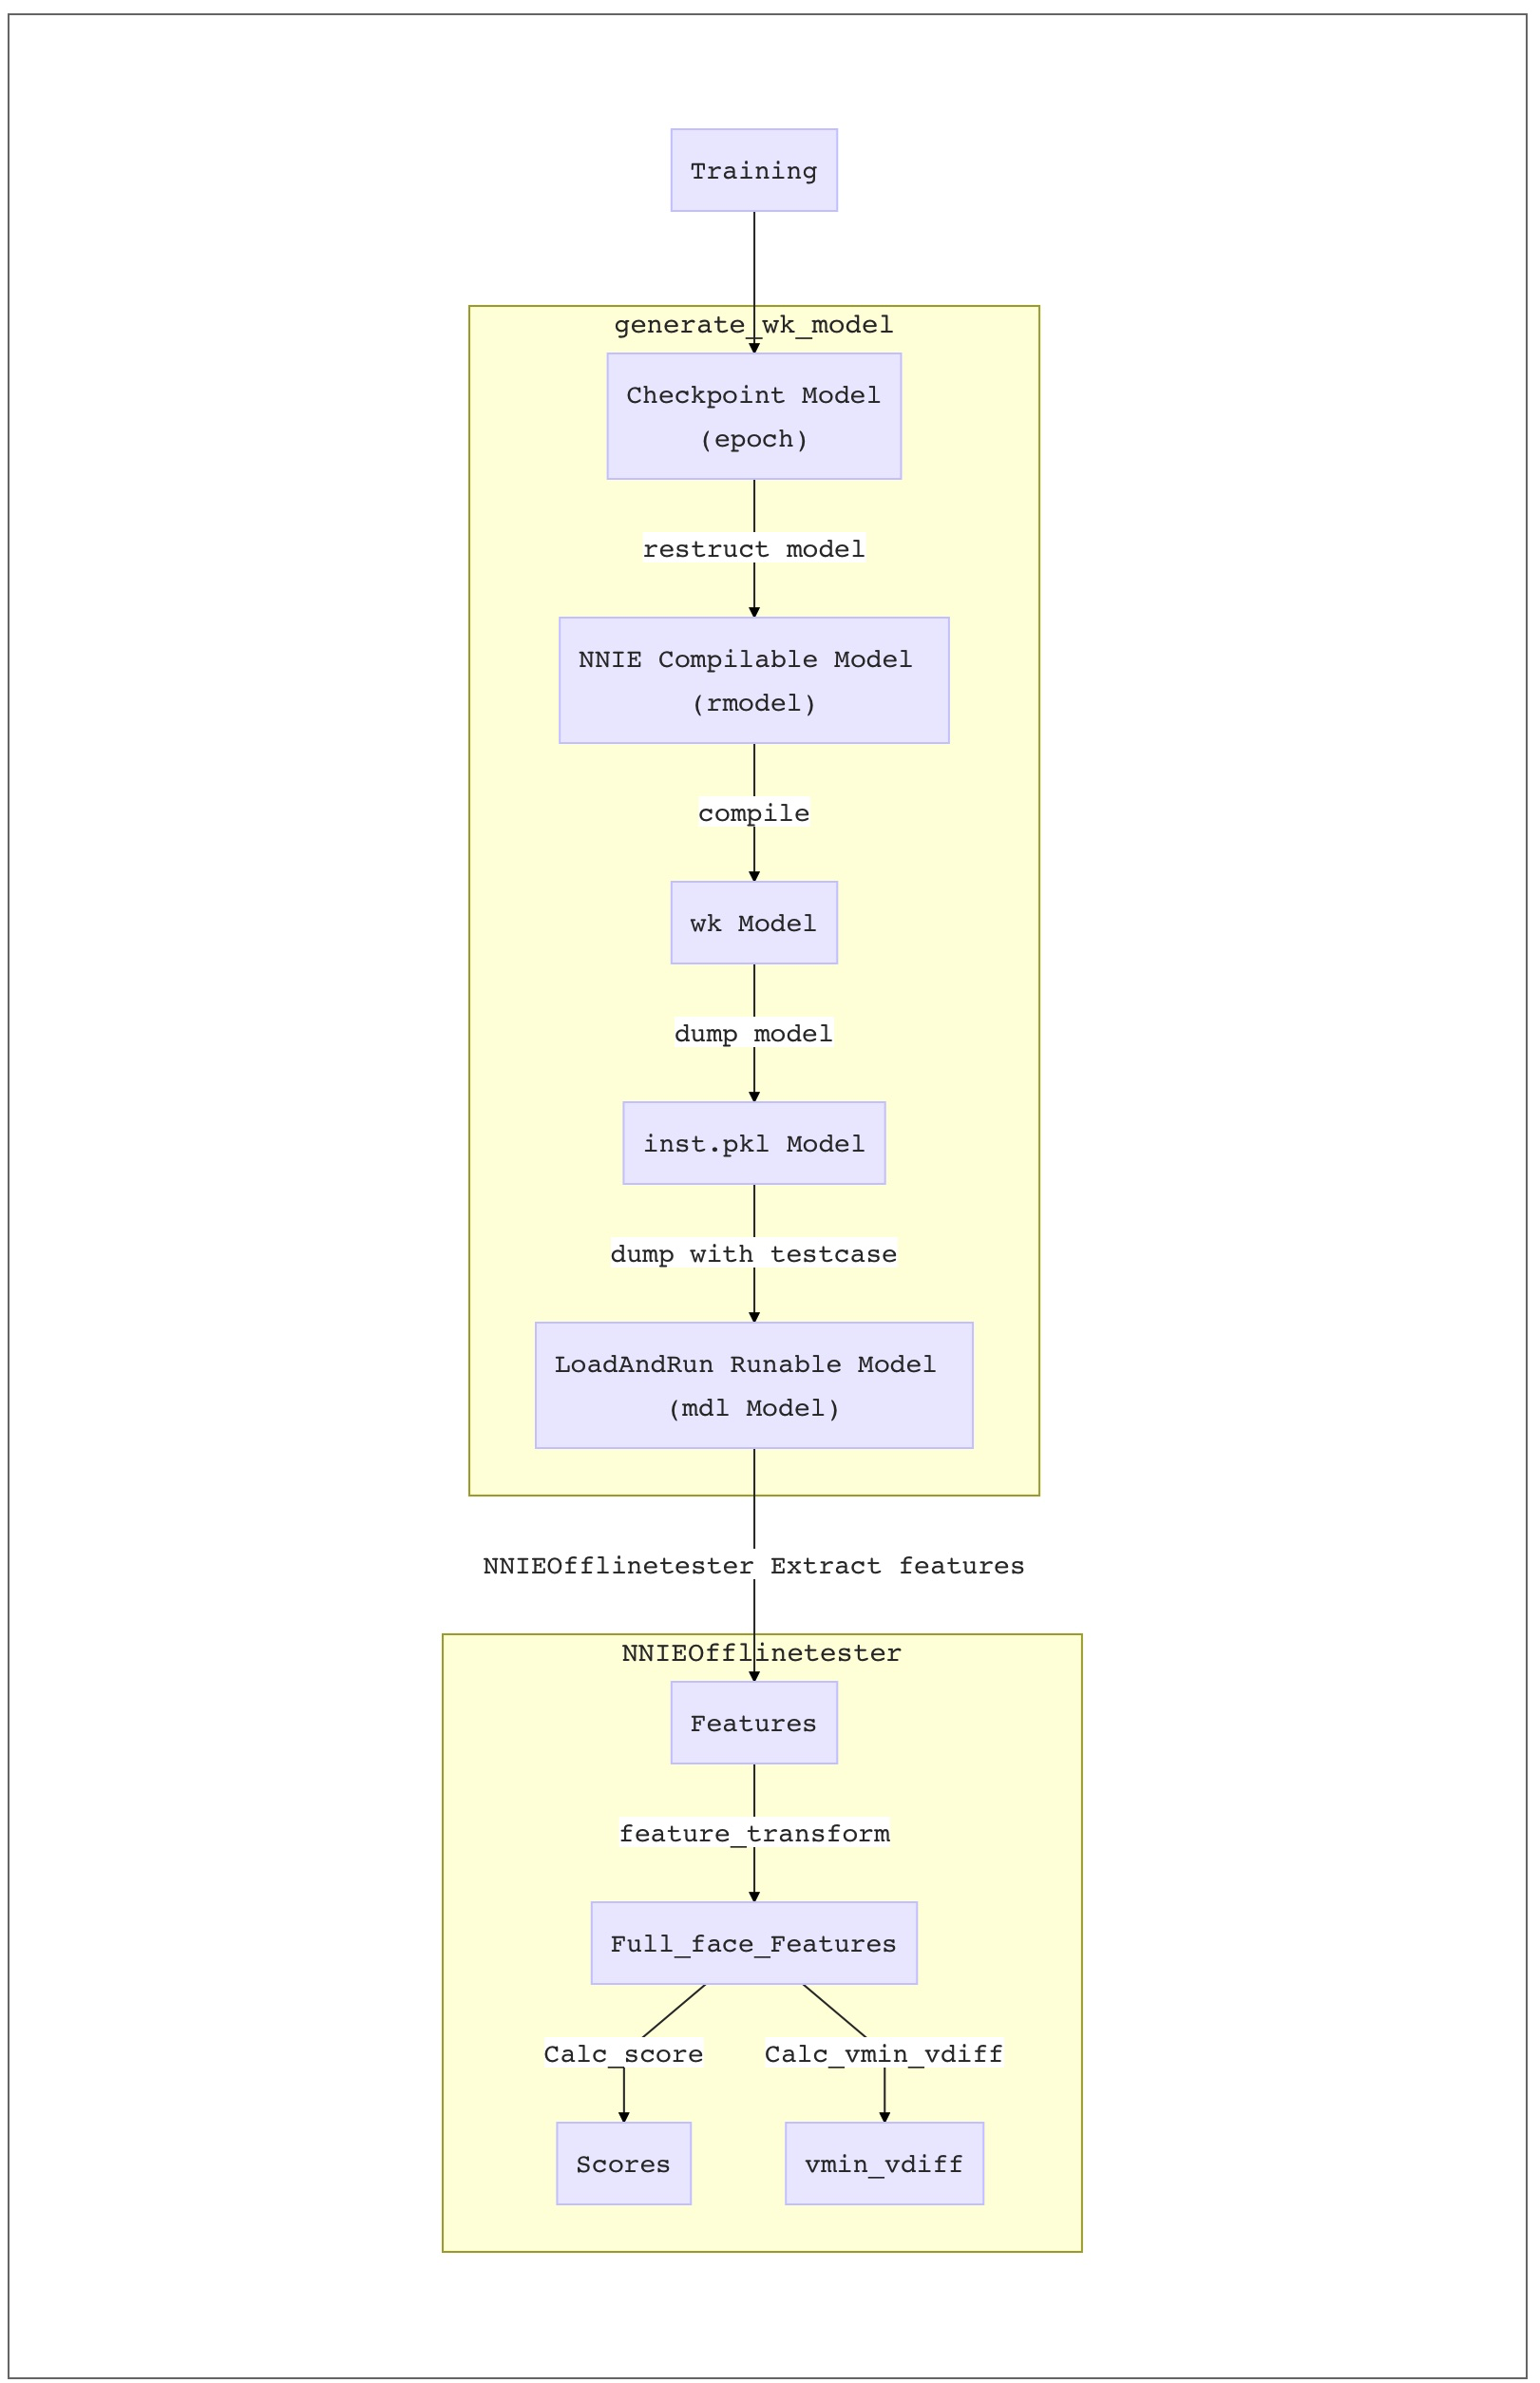 Training
generate_wk_model
Checkpoint Model
(epoch)
restruct model
NNIE Compilable Model
(rmodel)
compile
wk Model
dump model
inst.pkl Model
dump with testcase
LoadAndRun Runable Model
(mdl Model)
NNIEOfflinetester Extract features
NNIEOfflinetester
Features
feature_transform
Full_face_Features
Calc_score
Calc_vmin_vdiff
Scores
vmin_vdiff